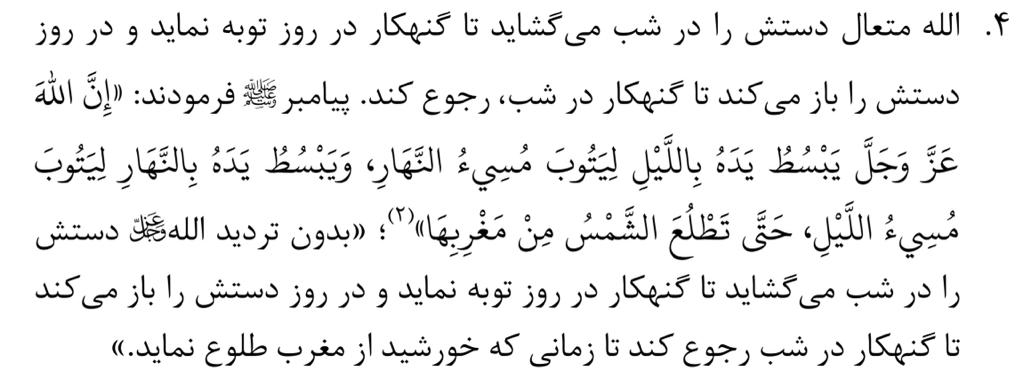 ۴. الله متعال دستش را در شب می‌گشاید تا گنهکار در روز توبه نماید و در روز
دستش را باز می‌کند تا گنهکار در شب، رجوع کند. پیامبر ﷺ فرمودند: «إِنَّ اللهَ
عَزَّ وَجَلَّ يَبْسُطُ يَدَهُ بِاللَّيْلِ لِيَتُوبَ مُسِيءُ النَّهَارِ، وَيَبْسُطُ يَدَهُ بِالنَّهَارِ لِيَتُوبَ
مُسِيءُ اللَّيْلِ، حَتَّى تَطْلُعَ الشَّمْسُ مِنْ مَغْرِبِهَا»(۲)؛ «بدون تردید الله عَزَّوَجَلَّ دستش
را در شب می‌گشاید تا گنهکار در روز توبه نماید و در روز دستش را باز می‌کند
تا گنهکار در شب رجوع کند تا زمانی که خورشید از مغرب طلوع نماید.»